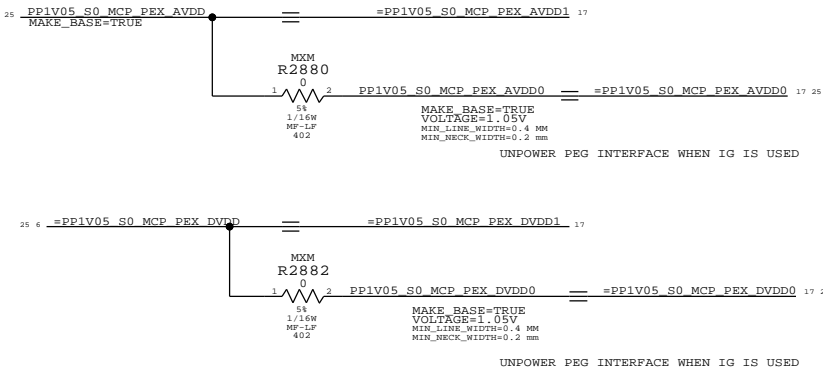 25 PP1V05_S0_MCP_PEX_AVDD =PP1V05_S0_MCP_PEX_AVDD1 17
MAKE_BASE=TRUE
MXM
R2880
0
1 2 PP1V05_S0_MCP_PEX_AVDD0 =PP1V05_S0_MCP_PEX_AVDD0 17 25
5%
1/16W
MF-LF
402
MAKE_BASE=TRUE
VOLTAGE=1.05V
MIN_LINE_WIDTH=0.4 MM
MIN_NECK_WIDTH=0.2 mm
UNPOWER PEG INTERFACE WHEN IG IS USED
25 6 =PP1V05_S0_MCP_PEX_DVDD =PP1V05_S0_MCP_PEX_DVDD1 17
MXM
R2882
0
1 2 PP1V05_S0_MCP_PEX_DVDD0 =PP1V05_S0_MCP_PEX_DVDD0 17
5%
1/16W
MF-LF
402
MAKE_BASE=TRUE
VOLTAGE=1.05V
MIN_LINE_WIDTH=0.4 MM
MIN_NECK_WIDTH=0.2 mm
UNPOWER PEG INTERFACE WHEN IG IS USED